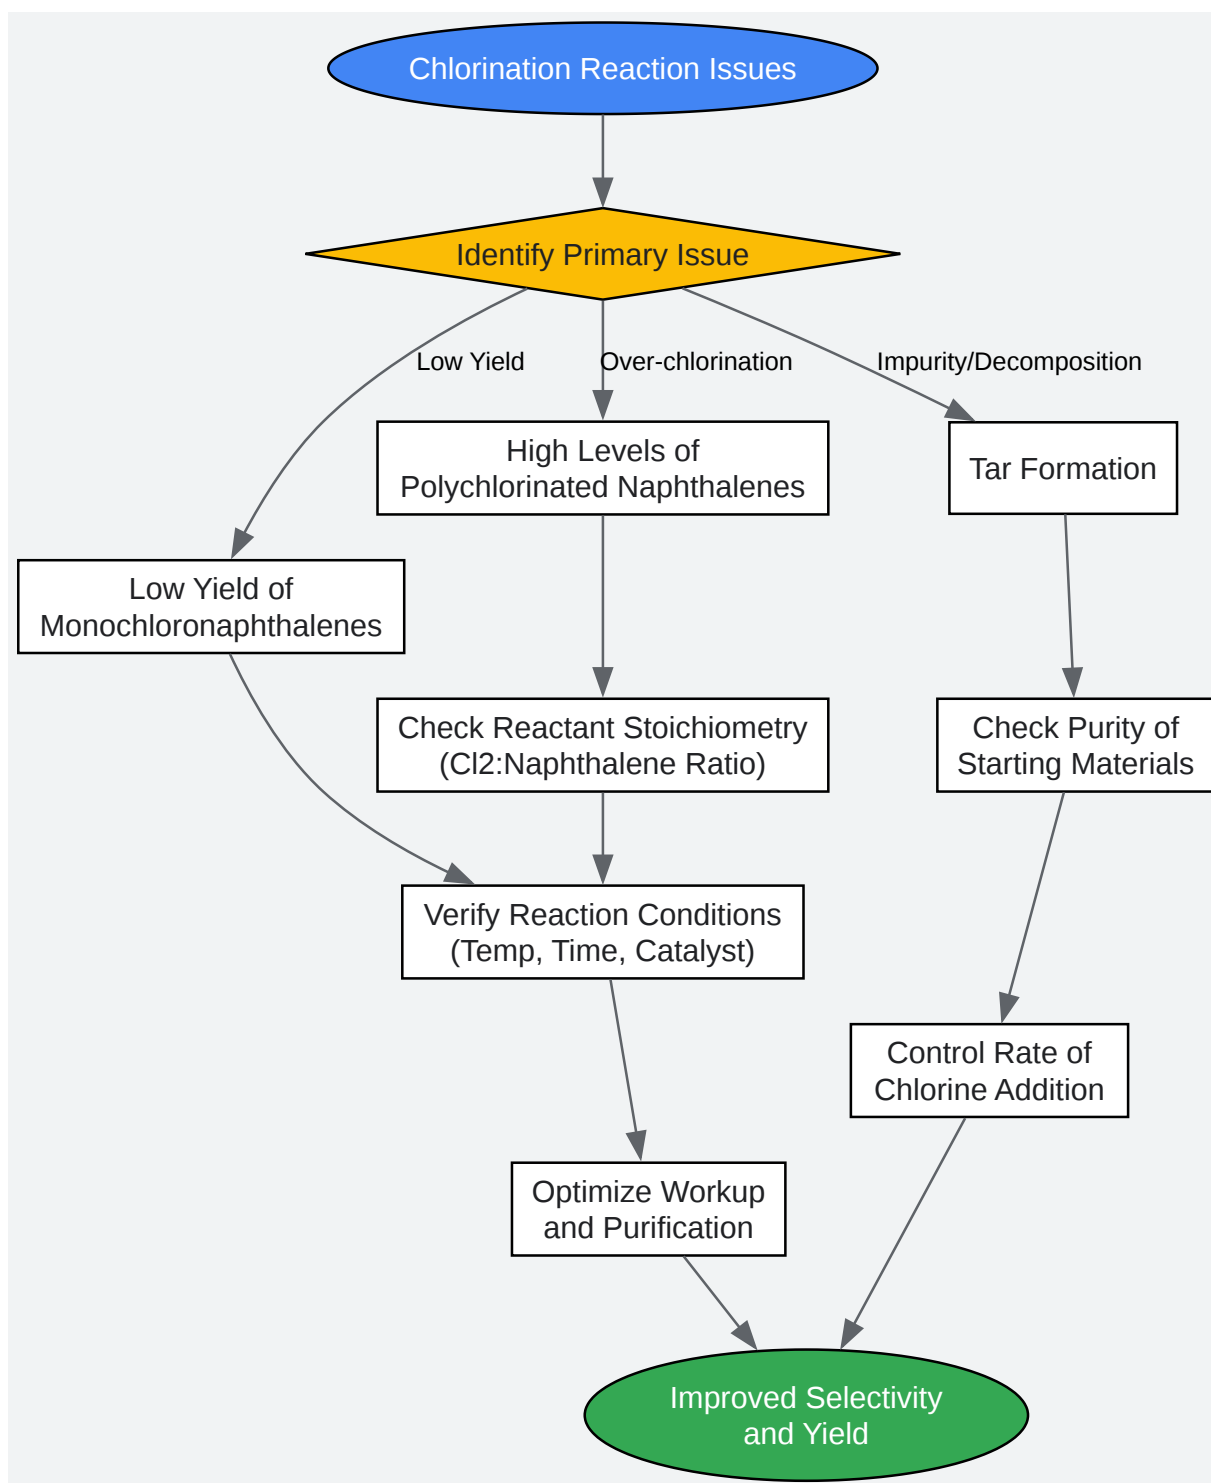 Chlorination Reaction Issues
Identify Primary Issue
Low Yield
Over-chlorination
Impurity/Decomposition
High Levels of
Polychlorinated Naphthalenes
Tar Formation
Low Yield of
Monochloronaphthalenes
Check Reactant Stoichiometry
(Cl2:Naphthalene Ratio)
Check Purity of
Starting Materials
Verify Reaction Conditions
(Temp, Time, Catalyst)
Control Rate of
Chlorine Addition
Optimize Workup
and Purification
Improved Selectivity
and Yield